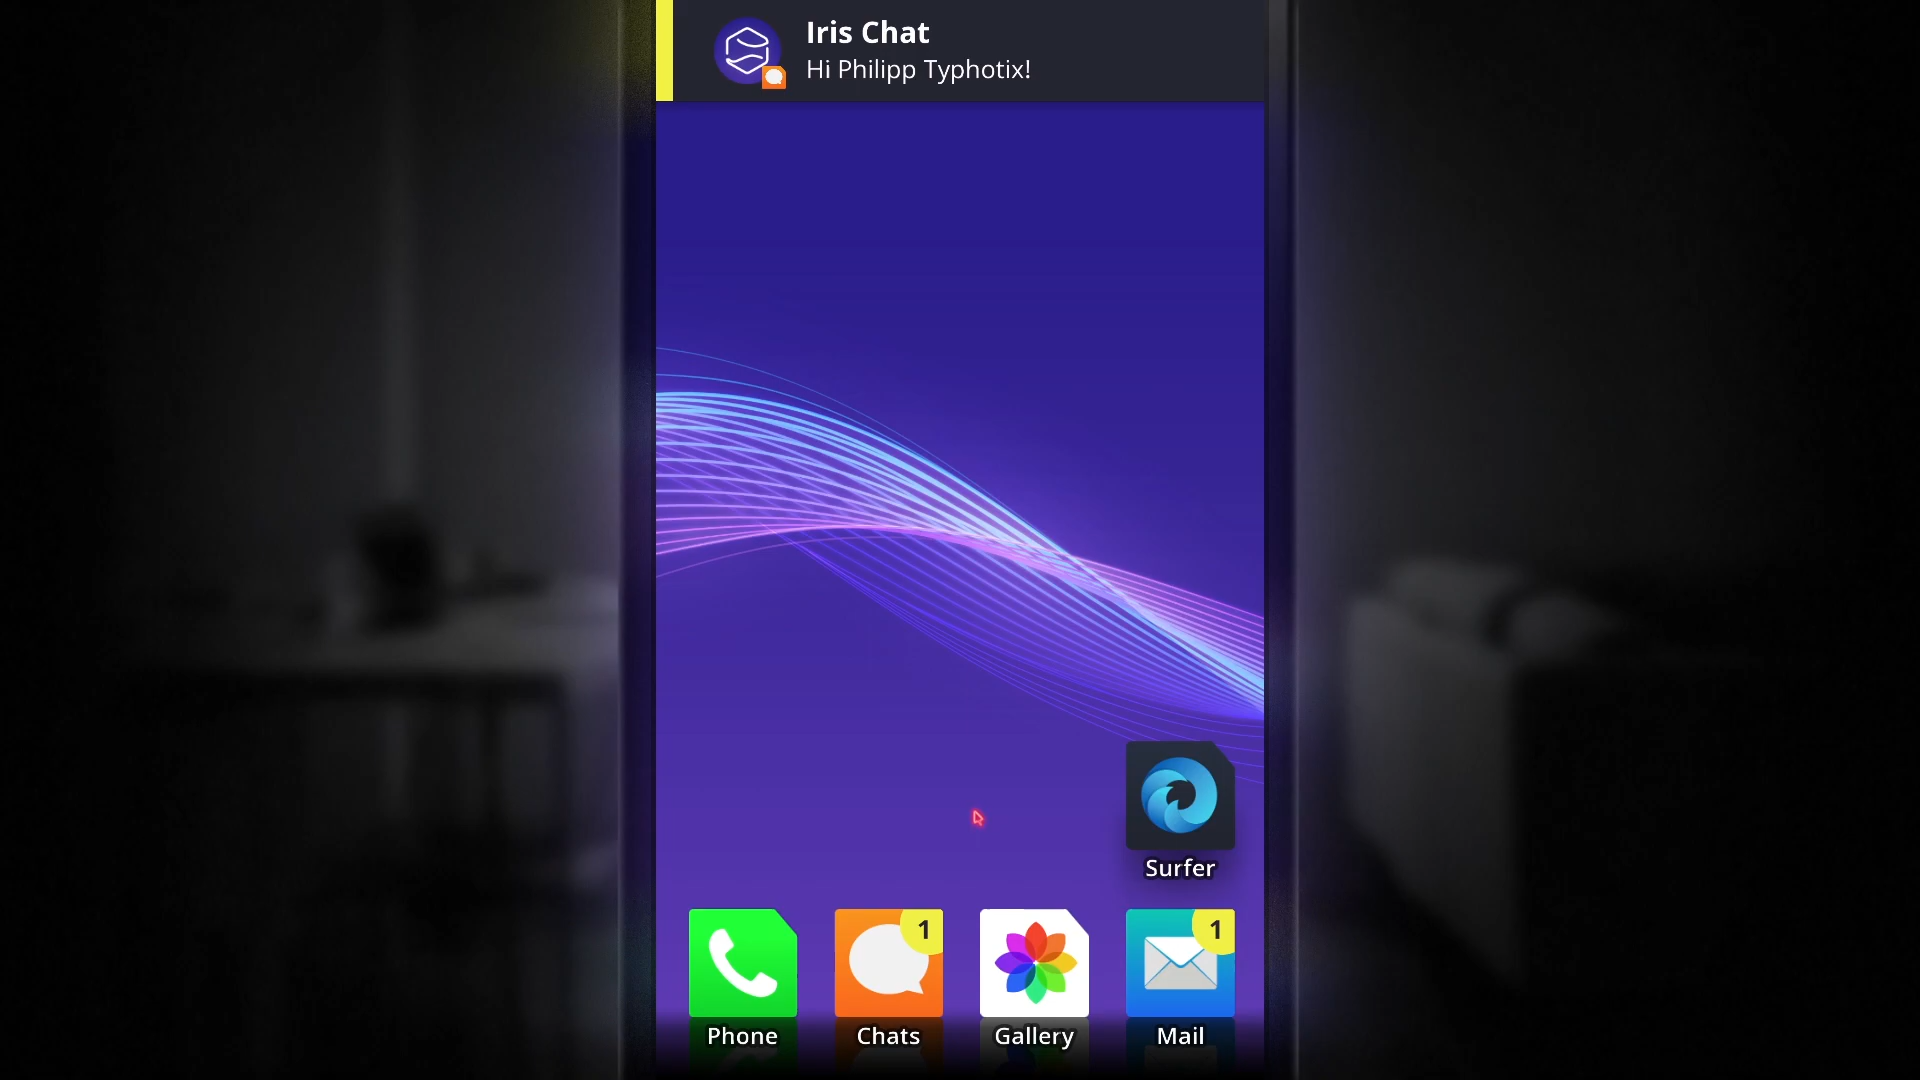 Iris Chat
Hi Philipp Typhotix!
Surfer
1
1
Phone
Chats
Gallery
Mail